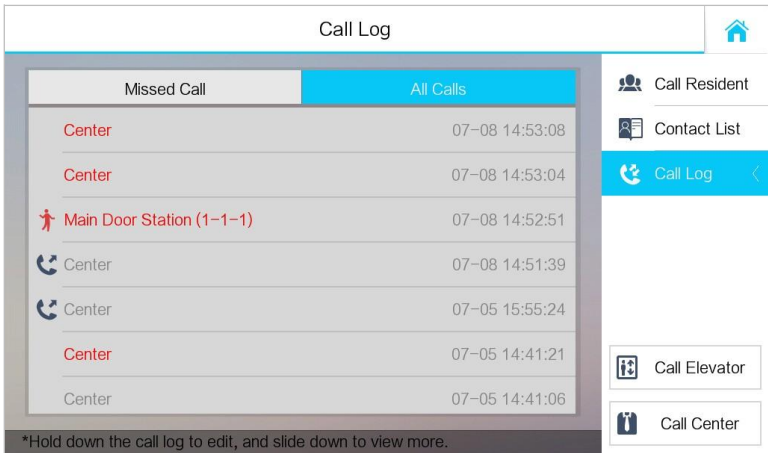 Call Log
Missed Call
All Calls
Center 07-08 14:53:08
Center 07-08 14:53:04
Main Door Station (1-1-1) 07-08 14:52:51
Center 07-08 14:51:39
Center 07-05 15:55:24
Center 07-05 14:41:21
Center 07-05 14:41:06
*Hold down the call log to edit, and slide down to view more.
Call Resident
Contact List
Call Log
Call Elevator
Call Center